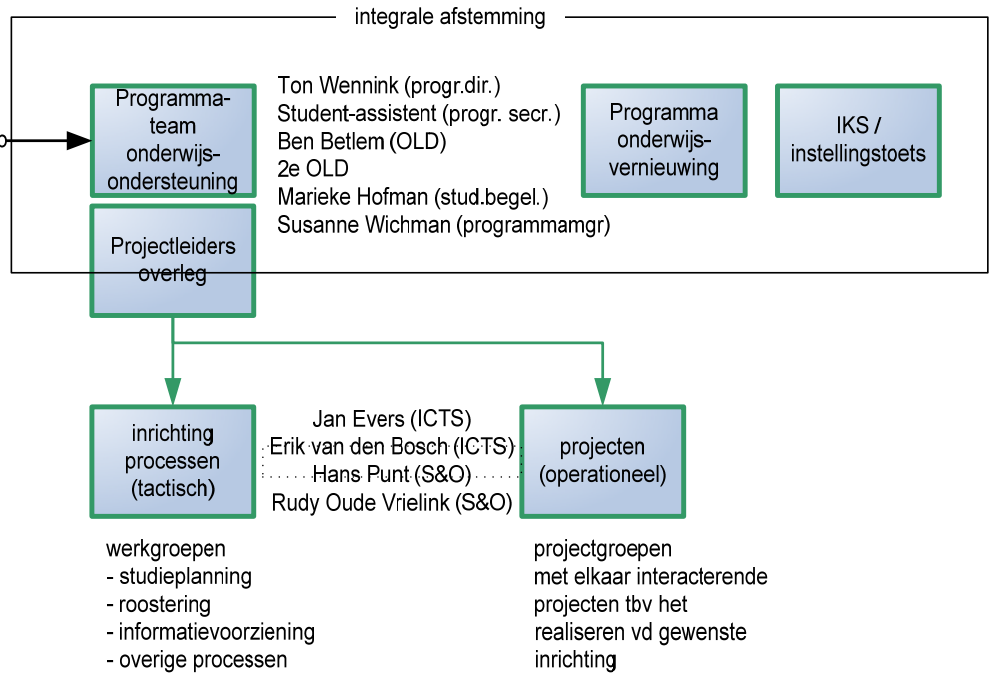 integrale afstemming
Programma-
team
onderwijs-
ondersteuning
Ton Wennink (progr.dir.)
Student-assistent (progr. secr.)
Ben Betlem (OLD)
2e OLD
Marieke Hofman (stud.begel.)
Susanne Wichman (programmamgr)
Programma
onderwijs-
vernieuwing
IKS /
instellingstoets
Projectleiders
overleg
inrichting
processen
(tactisch)
Jan Evers (ICTS)
Erik van den Bosch (ICTS)
Hans Punt (S&O)
Rudy Oude Vrielink (S&O)
projecten
(operationeel)
werkgroepen
- studieplanning
- roostering
- informatievoorziening
- overige processen
projectgroepen
met elkaar interacterende
projecten tbv het
realiseren vd gewenste
inrichting